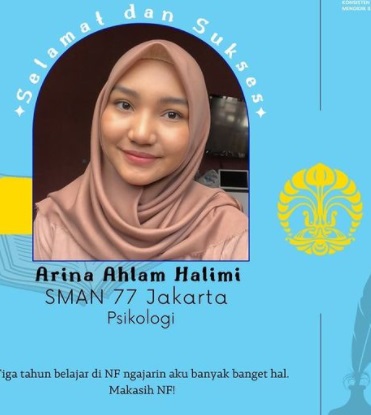 Selamat dan Sukses
Arina Ahlam Halimi
SMAN 77 Jakarta
Psikologi
iga tahun belajar di NF ngajarin aku banyak banget hal.
Makasih NF!